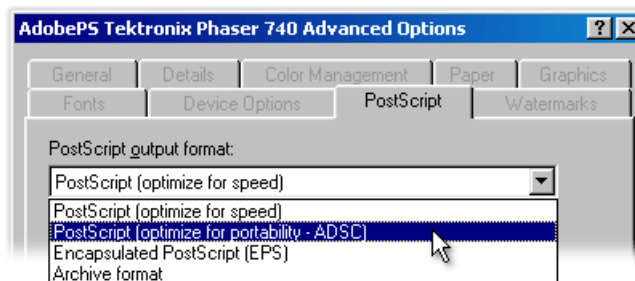 AdobePS Tektronix Phaser 740 Advanced Options
General Details Color Management Paper Graphics
Fonts Device Options PostScript Watermarks
PostScript output format:
PostScript (optimize for speed)
PostScript (optimize for speed)
PostScript (optimize for portability - ADSC)
Encapsulated PostScript (EPS)
Archive format